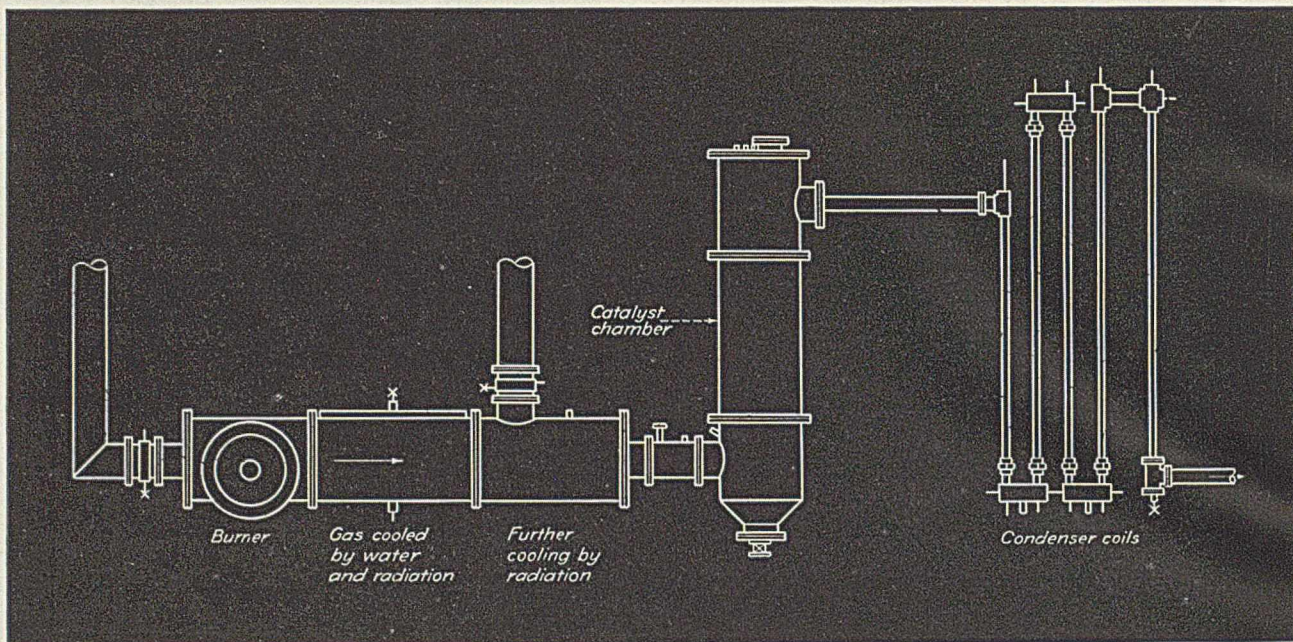 Catalyst
chamber
Burner
Gas cooled
by water
and radiation
Further
cooling by
radiation
Condenser coils